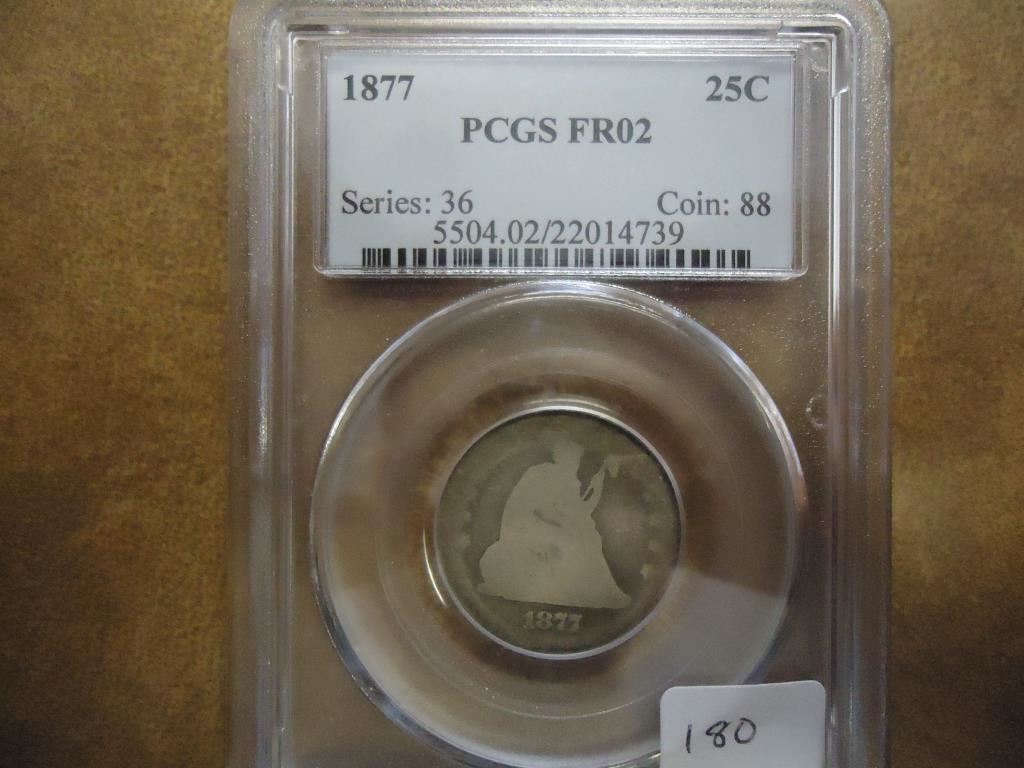 1877 25C
PCGS FR02
Series: 36 Coin: 88
5504.02/22014739
1877
180